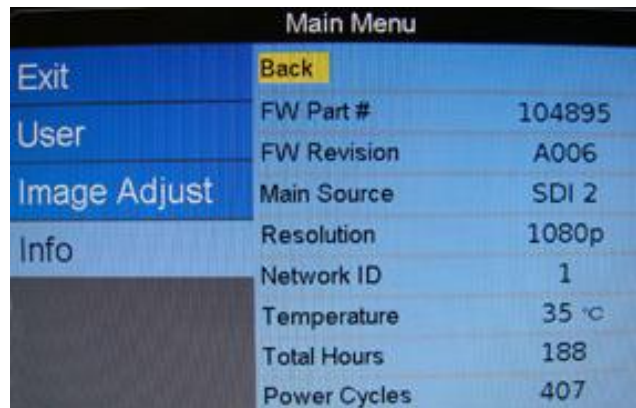 Main Menu
Exit
User
Image Adjust
Info
Back
FW Part # 104895
FW Revision A006
Main Source SDI 2
Resolution 1080p
Network ID 1
Temperature 35 °C
Total Hours 188
Power Cycles 407